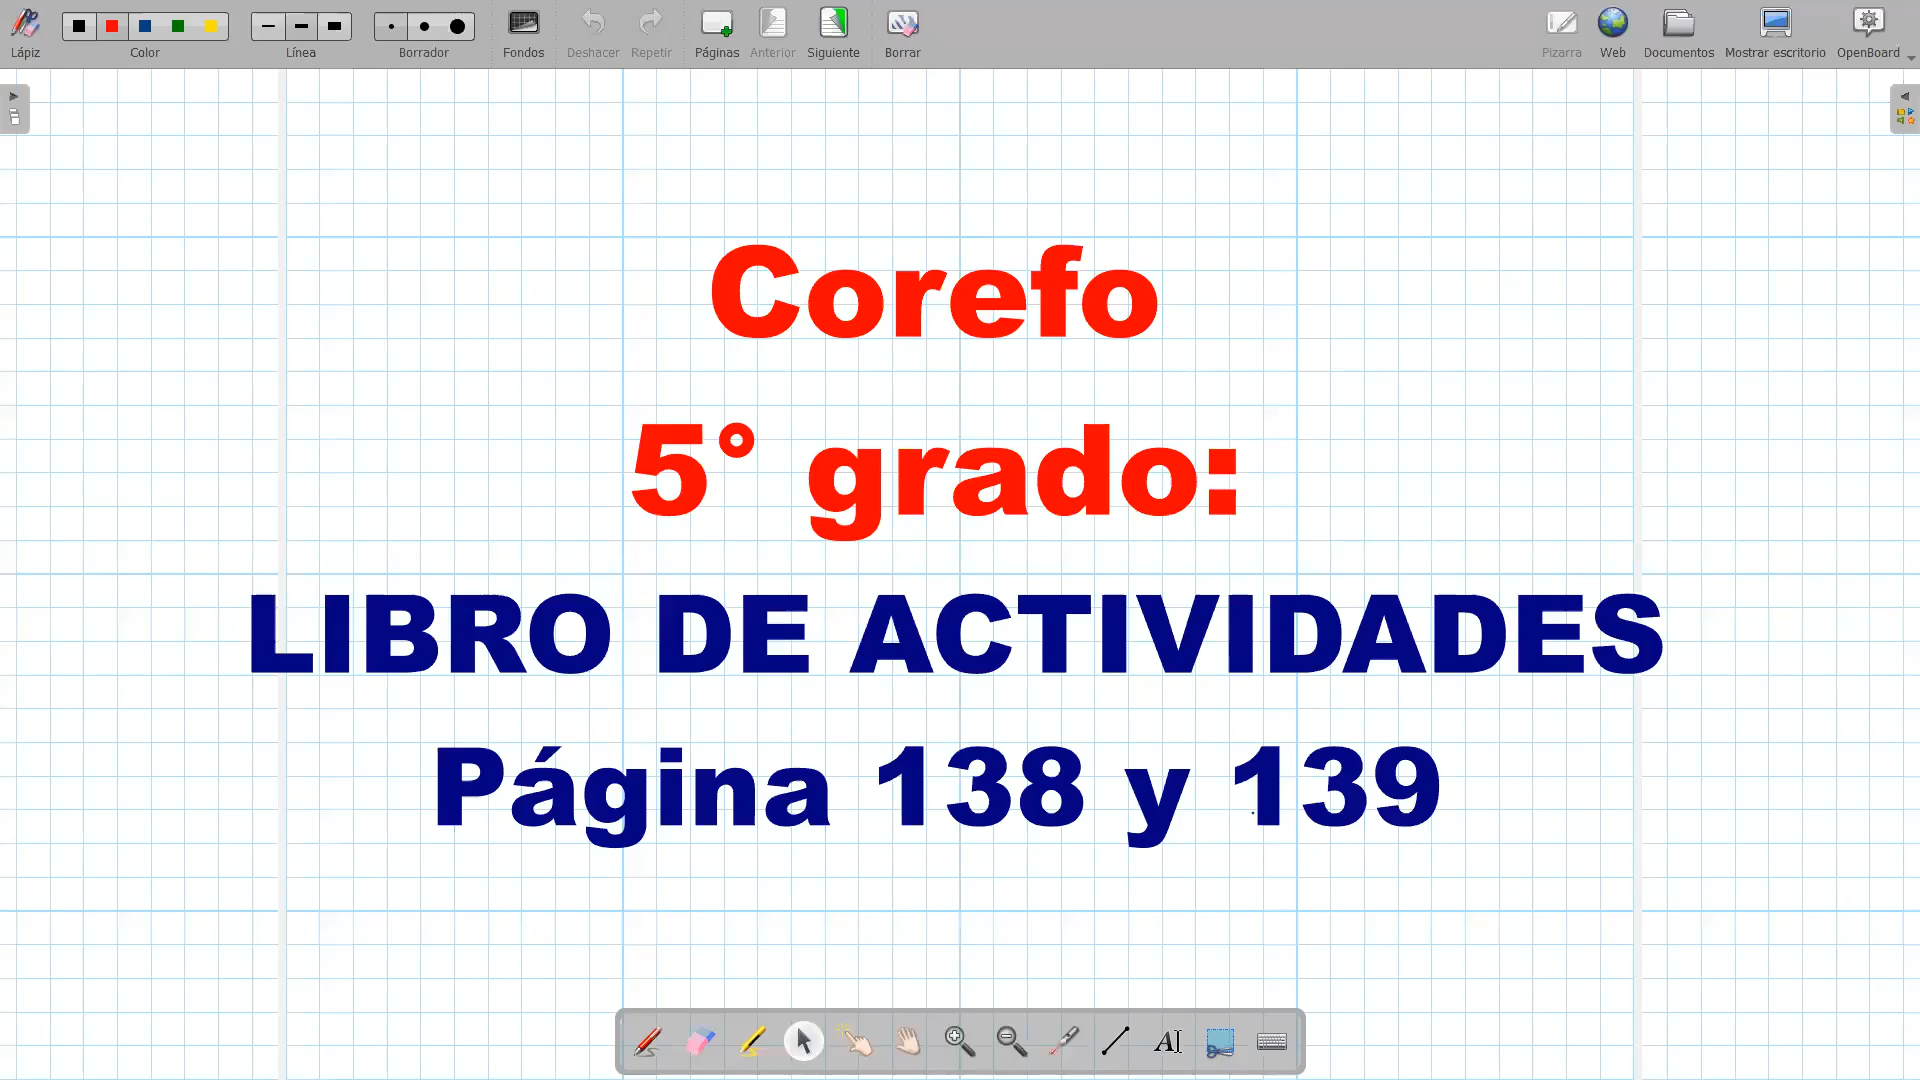 Lápiz Color Línea Borrador Fondos Deshacer Repetir Páginas Anterior Siguiente Borrar Pizarra Web Documentos Mostrar escritorio OpenBoard
Corefo
5° grado:
LIBRO DE ACTIVIDADES
Página 138 y 139
AI